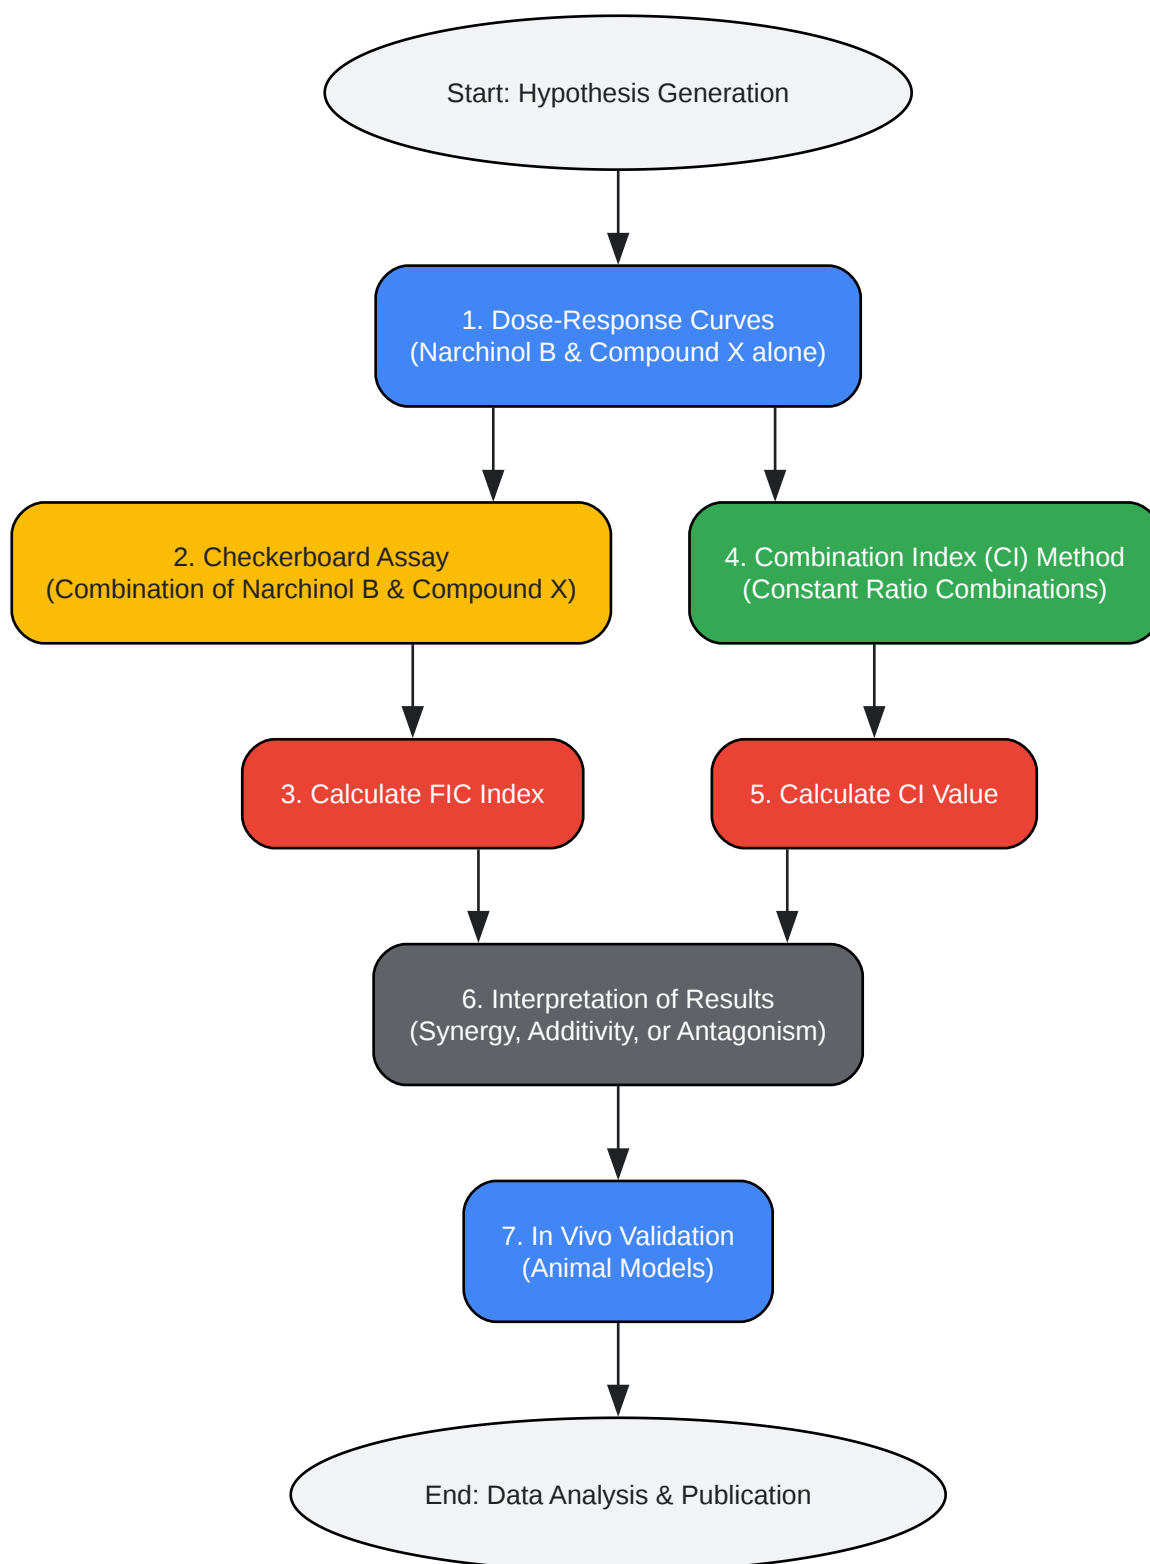 Start: Hypothesis Generation
1. Dose-Response Curves
(Narchinol B & Compound X alone)
2. Checkerboard Assay
(Combination of Narchinol B & Compound X)
4. Combination Index (CI) Method
(Constant Ratio Combinations)
3. Calculate FIC Index
5. Calculate CI Value
6. Interpretation of Results
(Synergy, Additivity, or Antagonism)
7. In Vivo Validation
(Animal Models)
End: Data Analysis & Publication